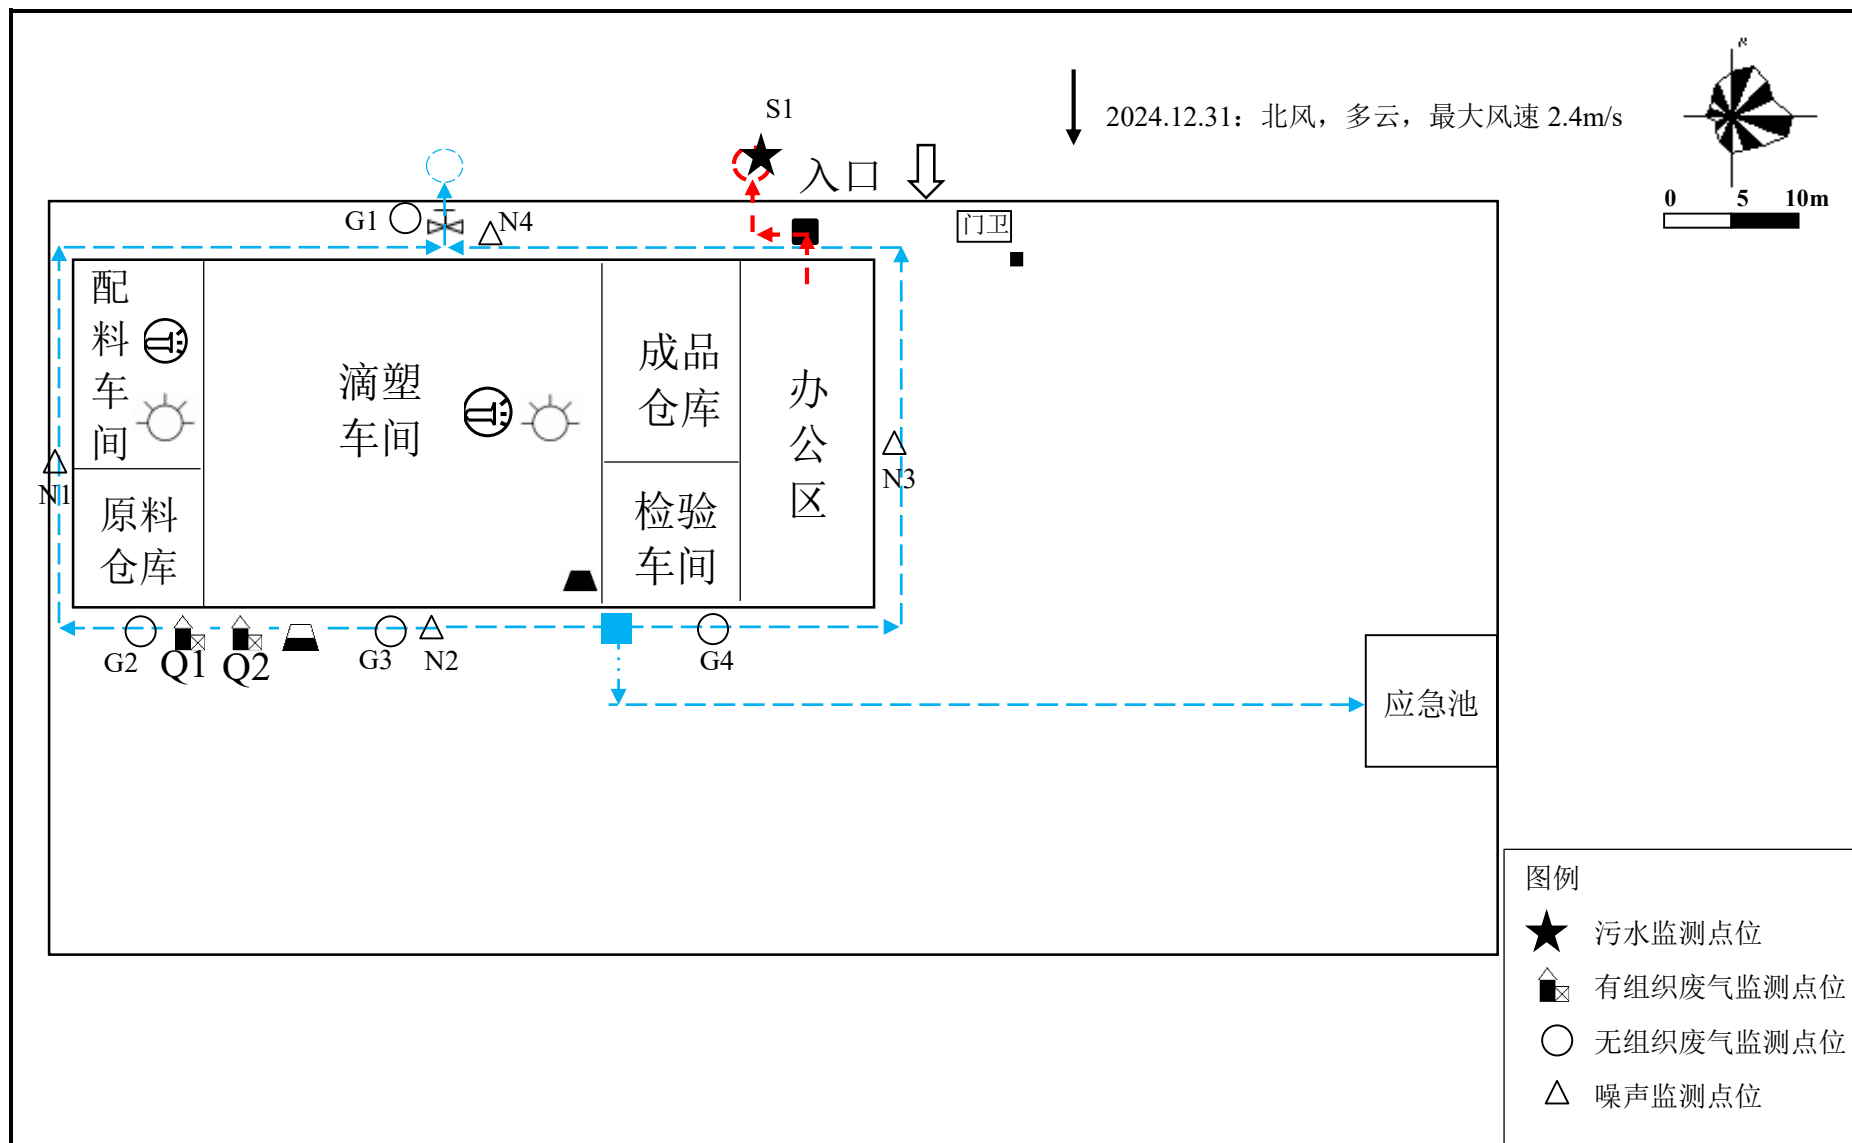 N
S1
2024.12.31：北风，多云，最大风速 2.4m/s
入口
0 5 10m
G1
N4
门卫
配料车间
滴塑
车间
成品
仓库
办公区
N1
N3
原料
仓库
检验
车间
G2
Q1
Q2
G3
N2
G4
应急池
图例
污水监测点位
有组织废气监测点位
无组织废气监测点位
噪声监测点位